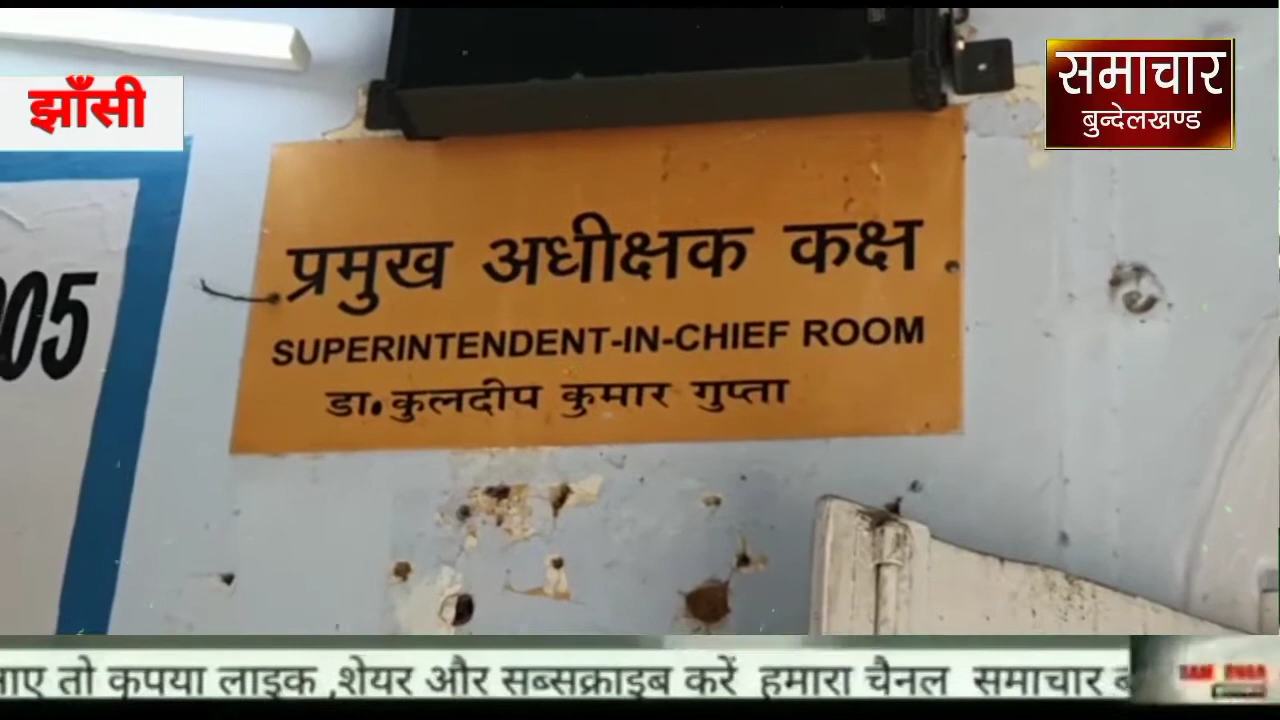 झाँसी
समाचार
बुन्देलखण्ड
05
प्रमुख अधीक्षक कक्ष
SUPERINTENDENT-IN-CHIEF ROOM
डा. कुलदीप कुमार गुप्ता
तो कृपया लाइक ,शेयर और सब्सक्राइब करें हमारा चैनल समाचार